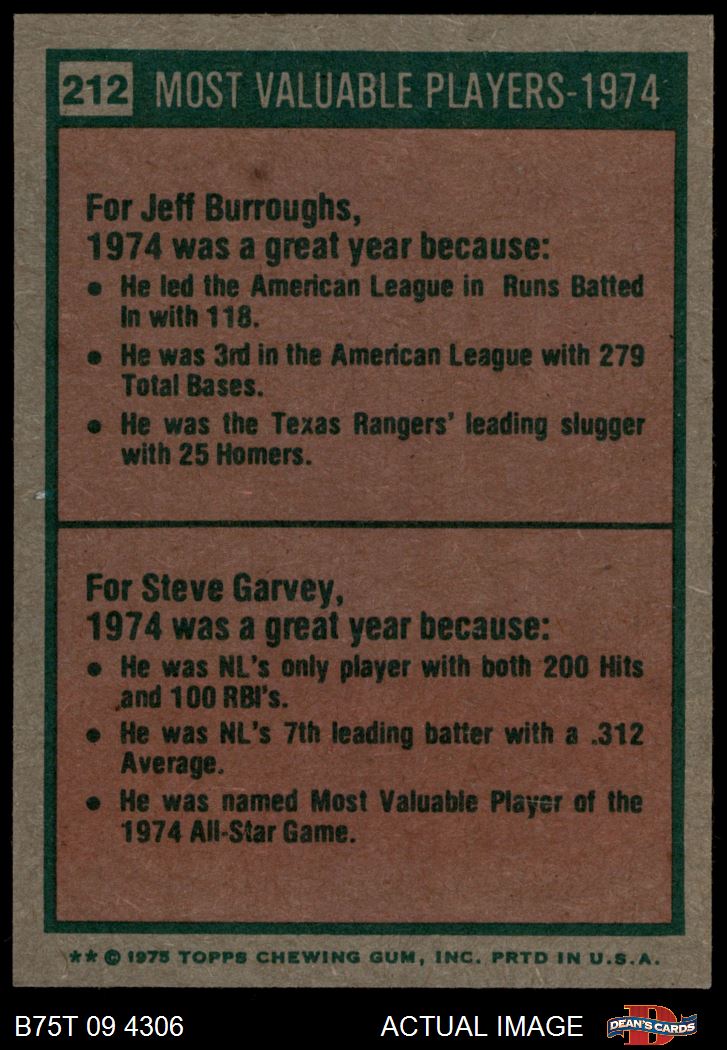 212 MOST VALUABLE PLAYERS-1974
For Jeff Burroughs,
1974 was a great year because:
• He led the American League in Runs Batted
In with 118.
• He was 3rd in the American League with 279
Total Bases.
• He was the Texas Rangers' leading slugger
with 25 Homers.
For Steve Garvey,
1974 was a great year because:
• He was NL's only player with both 200 Hits
and 100 RBI's.
• He was NL's 7th leading batter with a .312
Average.
• He was named Most Valuable Player of the
1974 All-Star Game.
** © 1975 TOPPS CHEWING GUM, INC. PRTD IN U.S.A.
B75T 09 4306 ACTUAL IMAGE DEAN'S CARDS